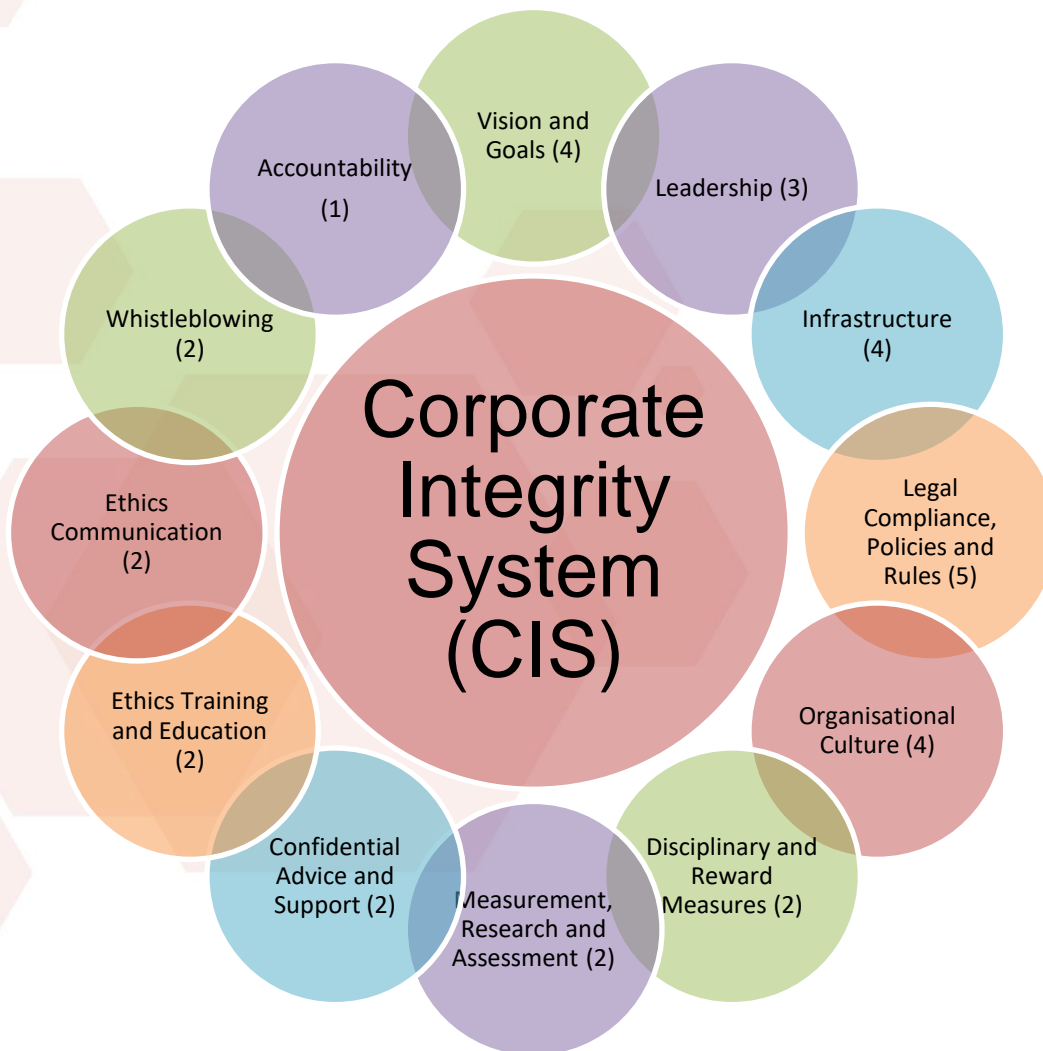 Vision and
Goals (4)
Leadership (3)
Infrastructure
(4)
Legal
Compliance,
Policies and
Rules (5)
Organisational
Culture (4)
Disciplinary and
Reward
Measures (2)
Measurement,
Research and
Assessment (2)
Confidential
Advice and
Support (2)
Ethics Training
and Education
(2)
Ethics
Communication
(2)
Whistleblowing
(2)
Accountability
(1)
Corporate
Integrity
System
(CIS)